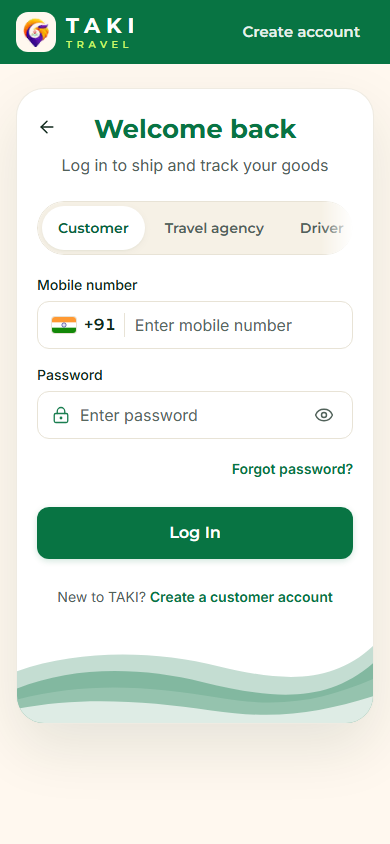 TAKI
TRAVEL
Create account
Welcome back
Log in to ship and track your goods
Customer
Travel agency
Driver
Mobile number
+91
Enter mobile number
Password
Enter password
Forgot password?
Log In
New to TAKI? Create a customer account